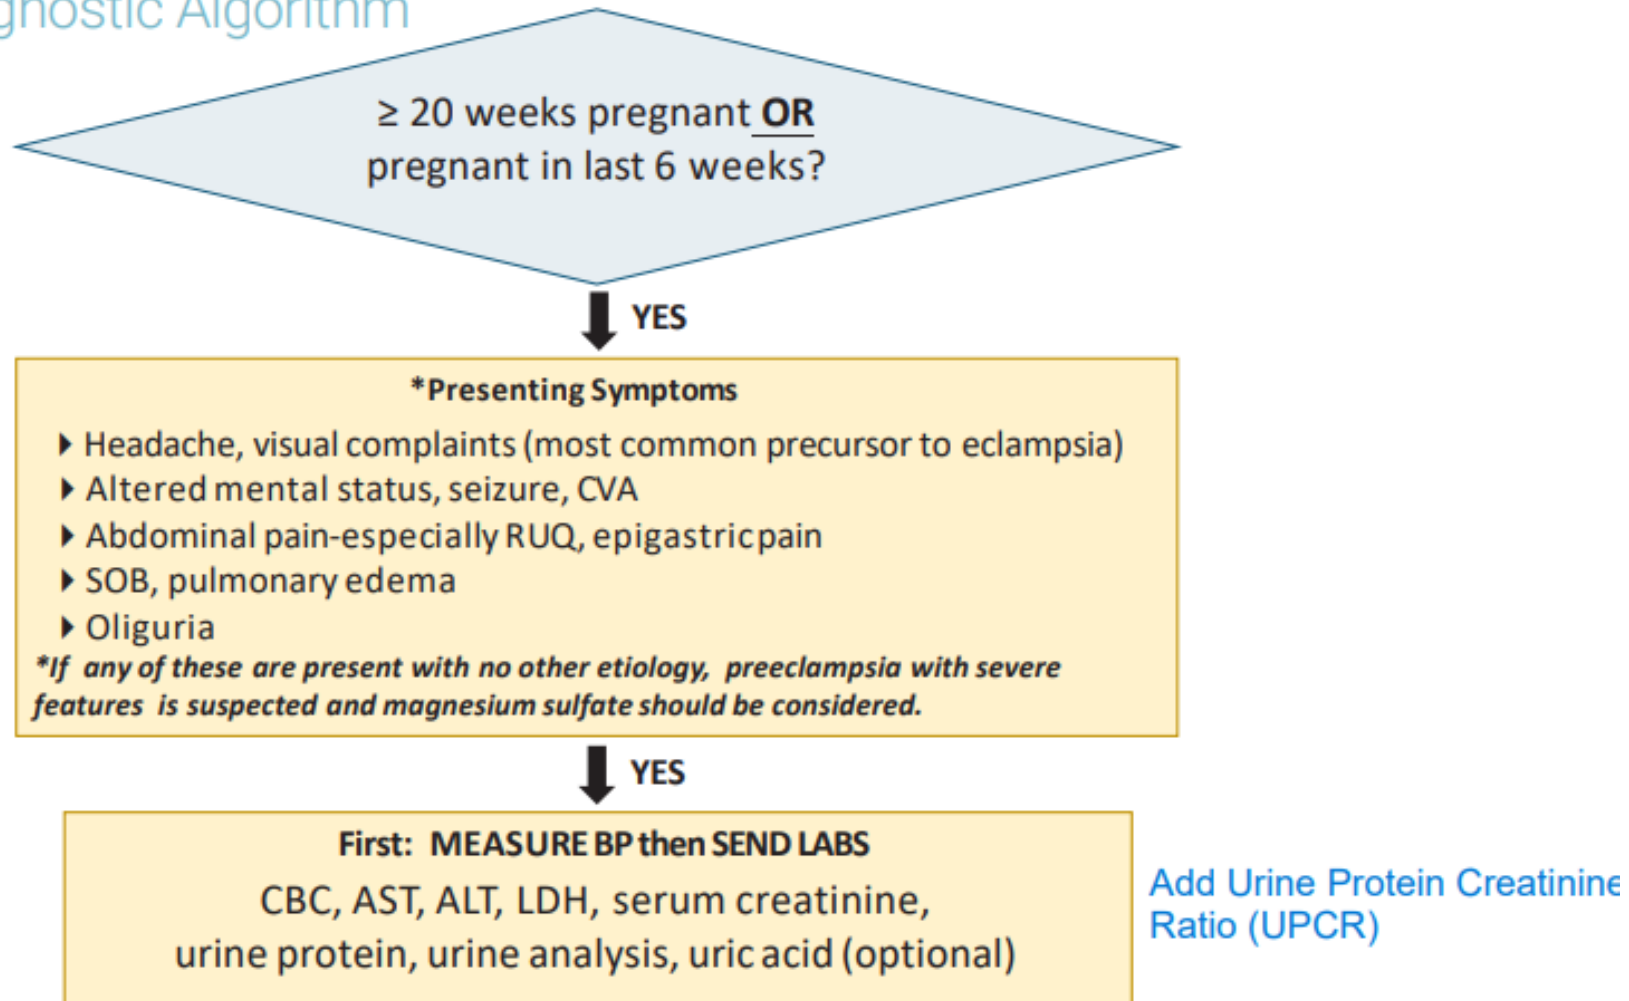 gnostic Algorithm
≥ 20 weeks pregnant OR
pregnant in last 6 weeks?
YES
*Presenting Symptoms
Headache, visual complaints (most common precursor to eclampsia)
Altered mental status, seizure, CVA
Abdominal pain-especially RUQ, epigastric pain
SOB, pulmonary edema
Oliguria
*If any of these are present with no other etiology, preeclampsia with severe
features is suspected and magnesium sulfate should be considered.
YES
First: MEASURE BP then SEND LABS
CBC, AST, ALT, LDH, serum creatinine,
urine protein, urine analysis, uric acid (optional)
Add Urine Protein Creatinine
Ratio (UPCR)